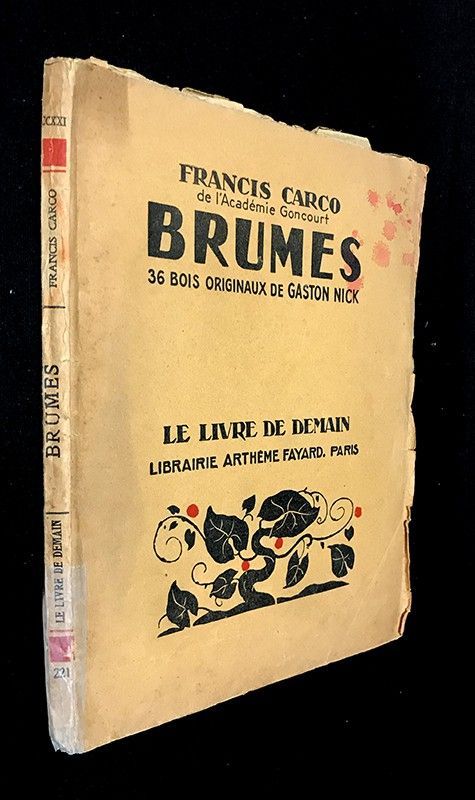 FRANCIS CARCO
de l'Académie Goncourt
BRUMES
36 BOIS ORIGINAUX DE GASTON NICK
LE LIVRE DE DEMAIN
LIBRAIRIE ARTHÈME FAYARD. PARIS
CCXXI
FRANCIS CARCO
BRUMES
LE LIVRE DE DEMAIN
221